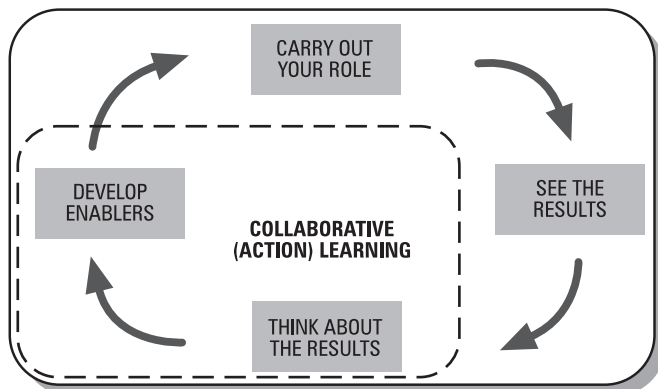 CARRY OUT
YOUR ROLE
SEE THE
RESULTS
THINK ABOUT
THE RESULTS
DEVELOP
ENABLERS
COLLABORATIVE
(ACTION) LEARNING